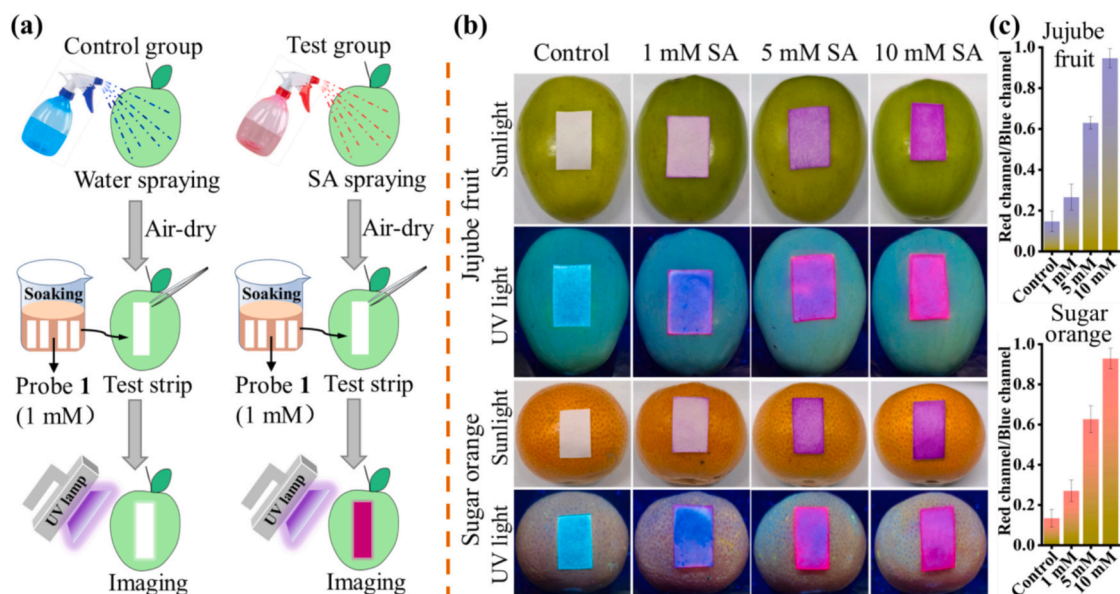 (a)
Control group
Test group
Water spraying
SA spraying
Air-dry
Air-dry
Soaking
Soaking
Probe 1
(1 mM)
Test strip
Probe 1
(1 mM)
Test strip
UV lamp
UV lamp
Imaging
Imaging
(b)
Control
1 mM SA
5 mM SA
10 mM SA
Jujube fruit
Sunlight
UV light
Sugar orange
Sunlight
UV light
(c)
Jujube
fruit
Red channel/Blue channel
1.0
0.8
0.6
0.4
0.2
0.0
Control
1 mM
5 mM
10 mM
Sugar
orange
Red channel/Blue channel
1.0
0.8
0.6
0.4
0.2
0.0
Control
1 mM
5 mM
10 mM